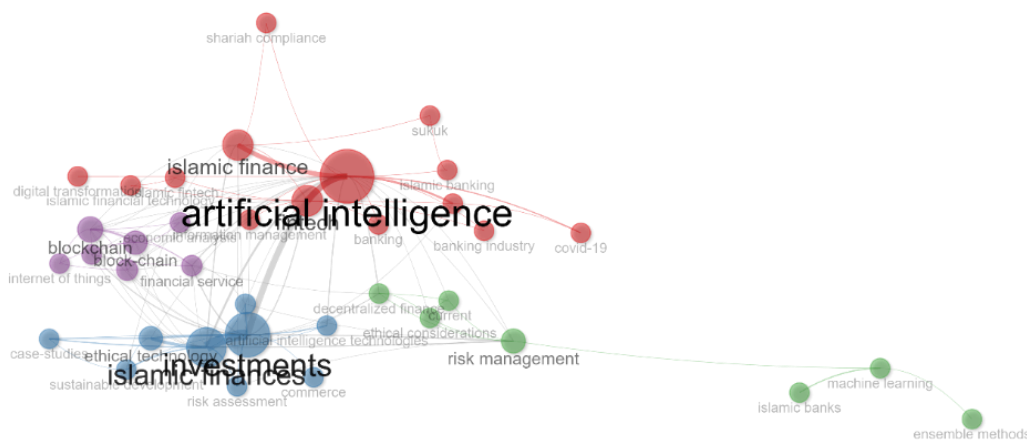 shariah compliance
sukuk
islamic finance
digital transformation
islamic fintech
islamic banking
islamic financial technology
artificial intelligence
fintech
information management
economic analysis
banking
banking industry
covid-19
blockchain
block-chain
internet of things
financial service
decentralized finance
current
ethical considerations
artificial intelligence technologies
case-studies
ethical technology
risk management
investments
islamic finances
sustainable development
commerce
risk assessment
machine learning
islamic banks
ensemble methods